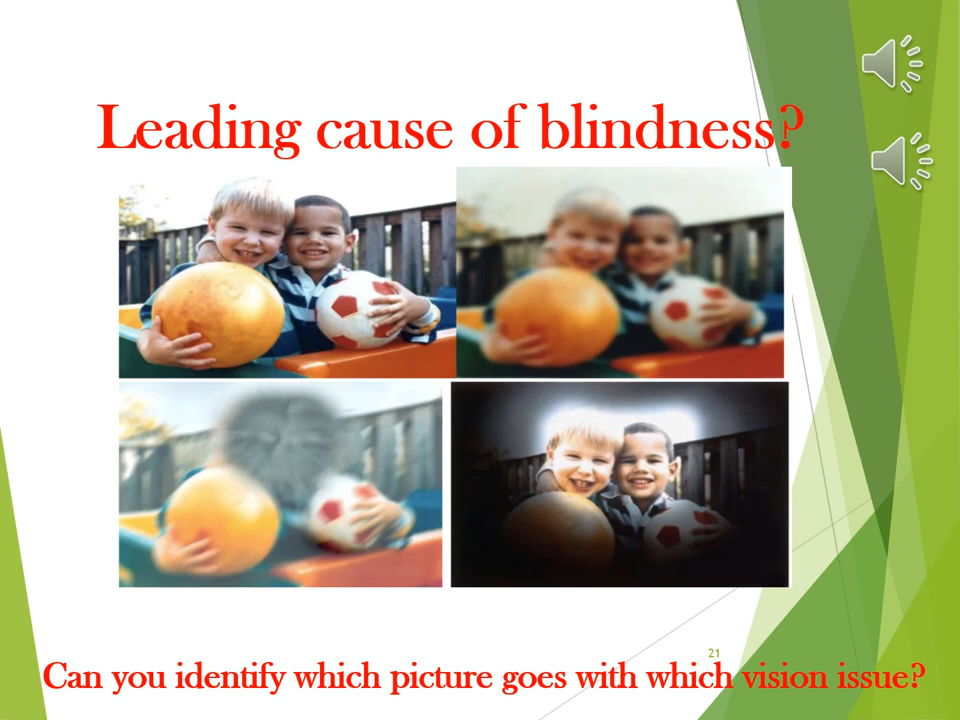 Leading cause of blindness?
21
Can you identify which picture goes with which vision issue?